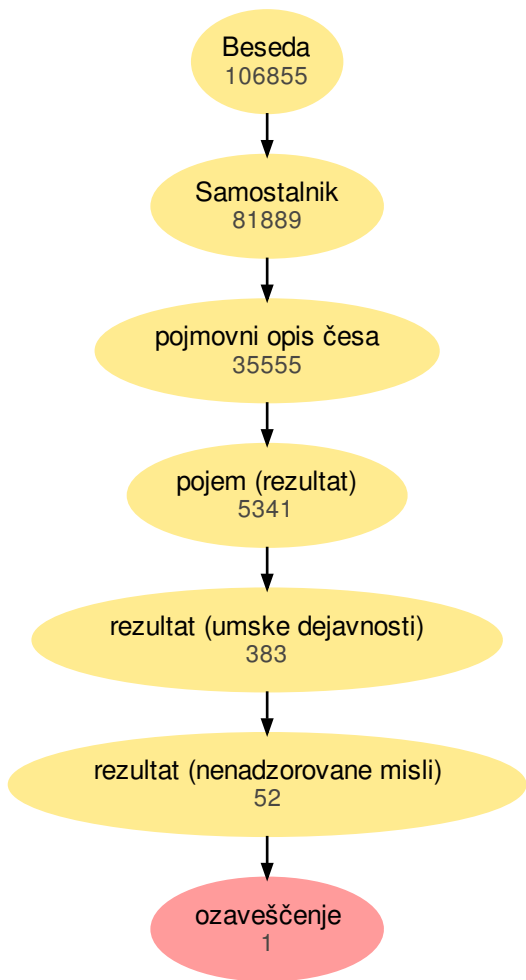 Beseda
106855
Samostalnik
81889
pojmovni opis česa
35555
pojem (rezultat)
5341
rezultat (umske dejavnosti)
383
rezultat (nenadzorovane misli)
52
ozaveščenje
1